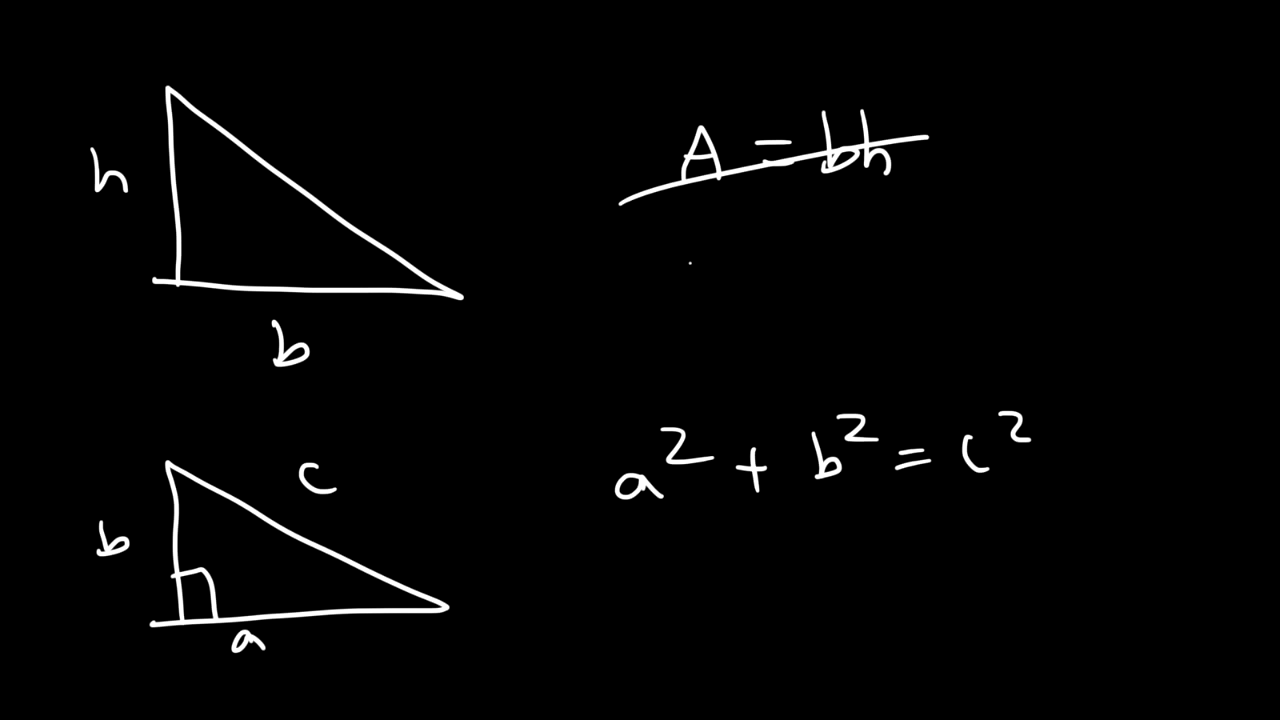 h
A = bh
b
c
a² + b² = c²
b
a